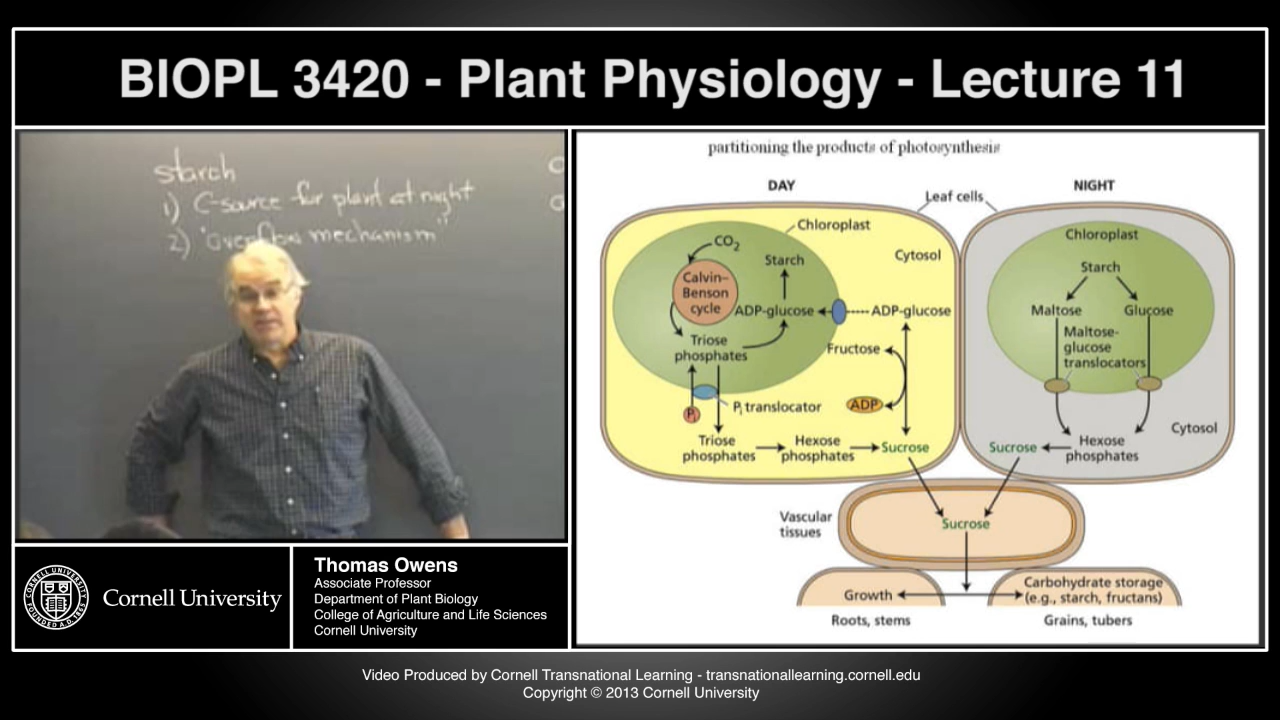 BIOPL 3420 - Plant Physiology - Lecture 11
starch
1) C-source for plant at night
2) "overflow mechanism"
Thomas Owens
Associate Professor
Department of Plant Biology
College of Agriculture and Life Sciences
Cornell University
Cornell University
partitioning the products of photosynthesis
DAY
NIGHT
Leaf cells
Chloroplast
Cytosol
CO2
Starch
Calvin–
Benson
cycle
ADP-glucose
ADP-glucose
Triose
phosphates
Fructose
ADP
Pi
Pi translocator
Triose
phosphates
Hexose
phosphates
Sucrose
Chloroplast
Starch
Maltose
Glucose
Maltose-
glucose
translocators
Cytosol
Sucrose
Hexose
phosphates
Vascular
tissues
Sucrose
Growth
Carbohydrate storage
(e.g., starch, fructans)
Roots, stems
Grains, tubers
Video Produced by Cornell Transnational Learning - transnationallearning.cornell.edu
Copyright © 2013 Cornell University